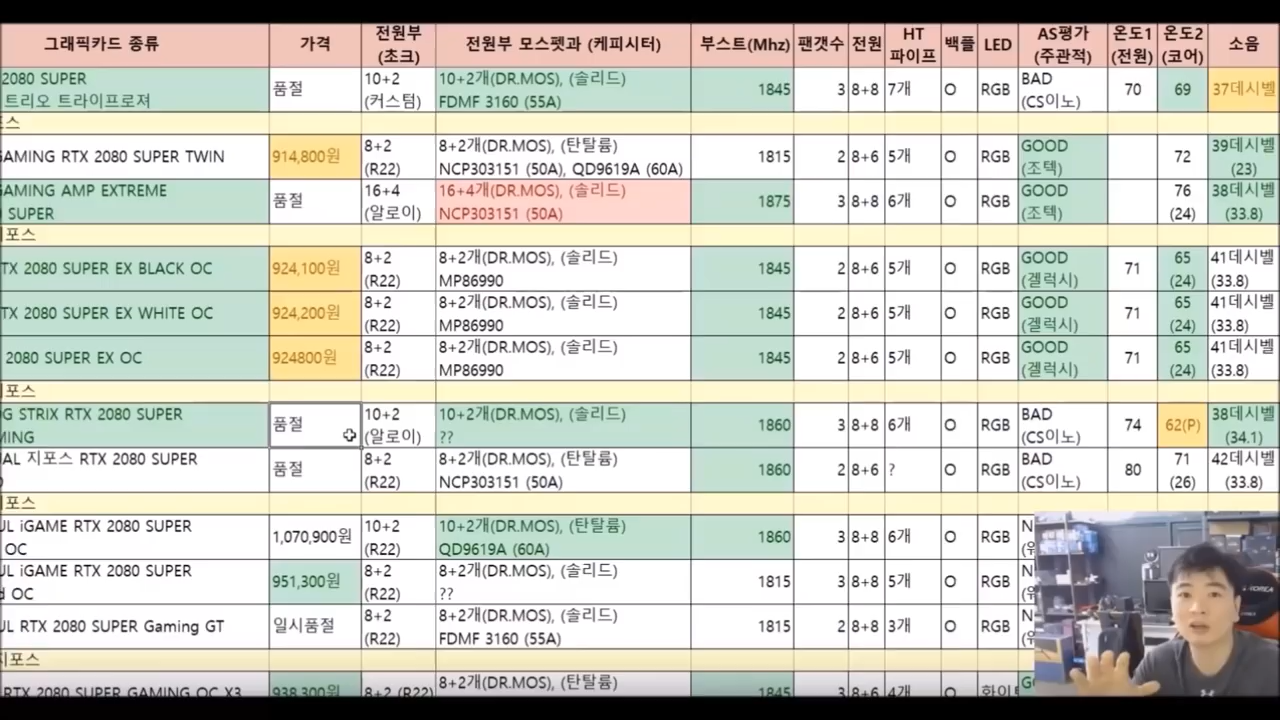 그래픽카드 종류 가격 전원부 (초크) 전원부 모스펫과 (케피시터) 부스트(Mhz) 팬갯수 전원 HT 파이프 백플 LED AS평가 (주관적) 온도1 (전원) 온도2 (코어) 소음
2080 SUPER 트리오 트라이프로져 품절 10+2 (커스텀) 10+2개(DR.MOS), (솔리드) FDMF 3160 (55A) 1845 3 8+8 7개 O RGB BAD (CS이노) 70 69 37데시벨
포스
GAMING RTX 2080 SUPER TWIN 914,800원 8+2 (R22) 8+2개(DR.MOS), (탄탈륨) NCP303151 (50A), QD9619A (60A) 1815 2 8+6 5개 O RGB GOOD (조텍) 72 39데시벨 (23)
GAMING AMP EXTREME SUPER 품절 16+4 (알로이) 16+4개(DR.MOS), (솔리드) NCP303151 (50A) 1875 3 8+8 6개 O RGB GOOD (조텍) 76 (24) 38데시벨 (33.8)
지포스
TX 2080 SUPER EX BLACK OC 924,100원 8+2 (R22) 8+2개(DR.MOS), (솔리드) MP86990 1845 2 8+6 5개 O RGB GOOD (겔럭시) 71 65 (24) 41데시벨 (33.8)
TX 2080 SUPER EX WHITE OC 924,200원 8+2 (R22) 8+2개(DR.MOS), (솔리드) MP86990 1845 2 8+6 5개 O RGB GOOD (겔럭시) 71 65 (24) 41데시벨 (33.8)
2080 SUPER EX OC 924800원 8+2 (R22) 8+2개(DR.MOS), (솔리드) MP86990 1845 2 8+6 5개 O RGB GOOD (겔럭시) 71 65 (24) 41데시벨 (33.8)
지포스
OG STRIX RTX 2080 SUPER MING 품절 10+2 (알로이) 10+2개(DR.MOS), (솔리드) ?? 1860 3 8+8 6개 O RGB BAD (CS이노) 74 62(P) 38데시벨 (34.1)
UAL 지포스 RTX 2080 SUPER 품절 8+2 (R22) 8+2개(DR.MOS), (탄탈륨) NCP303151 (50A) 1860 2 8+6 ? O RGB BAD (CS이노) 80 71 (26) 42데시벨 (33.8)
지포스
UL iGAME RTX 2080 SUPER OC 1,070,900원 10+2 (R22) 10+2개(DR.MOS), (탄탈륨) QD9619A (60A) 1860 3 8+8 6개 O RGB N
UL iGAME RTX 2080 SUPER d OC 951,300원 8+2 (R22) 8+2개(DR.MOS), (솔리드) ?? 1815 3 8+8 5개 O RGB N
UL RTX 2080 SUPER Gaming GT 일시품절 8+2 (R22) 8+2개(DR.MOS), (솔리드) FDMF 3160 (55A) 1815 2 8+8 3개 O RGB N
지포스
RTX 2080 SUPER GAMING OC X3 938,300원 8+2 (R22) 8+2개(DR.MOS), (탄탈륨) 1845 3 8+6 4개 O 화이트